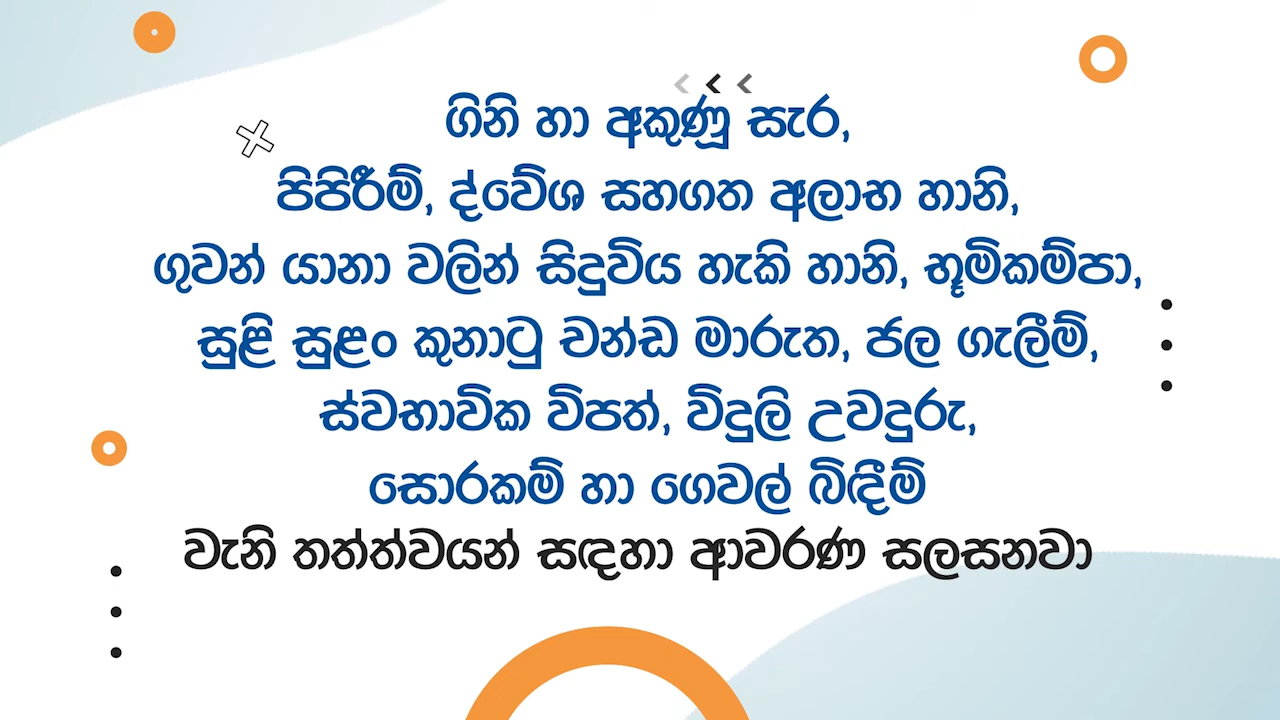 ගිනි හා අකුණූ සැර,
පිපිරීම්, ද්වේශ සහගත අලාභ හානි,
ගුවන් යානා වලින් සිදුවිය හැකි හානි, භූමිකම්පා,
සුළි සුළං කුනාටු චන්ඩ මාරුත, ජල ගැලීම්,
ස්වභාවික විපත්, විදුලි උවදුරු,
සොරකම් හා ගෙවල් බිඳීම්
වැනි තත්ත්වයන් සඳහා ආවරණ සලසනවා